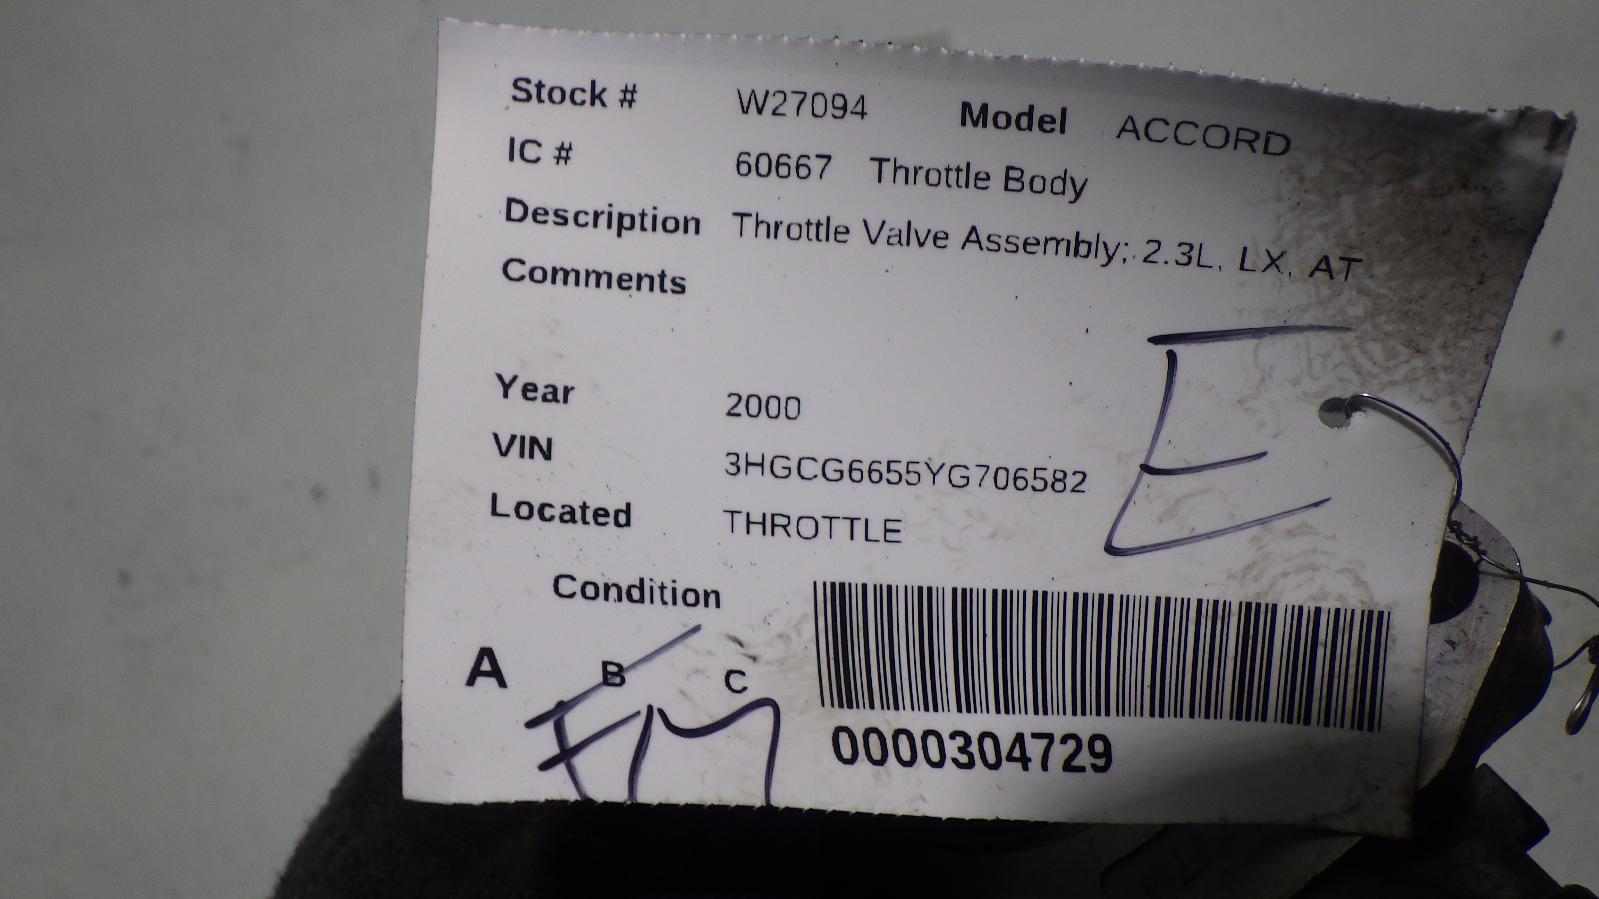 Stock # W27094 Model ACCORD
IC # 60667 Throttle Body
Description Throttle Valve Assembly; 2.3L, LX, AT
Comments
E
Year 2000
VIN 3HGCG6655YG706582
Located THROTTLE
Condition
A B C
FM
0000304729